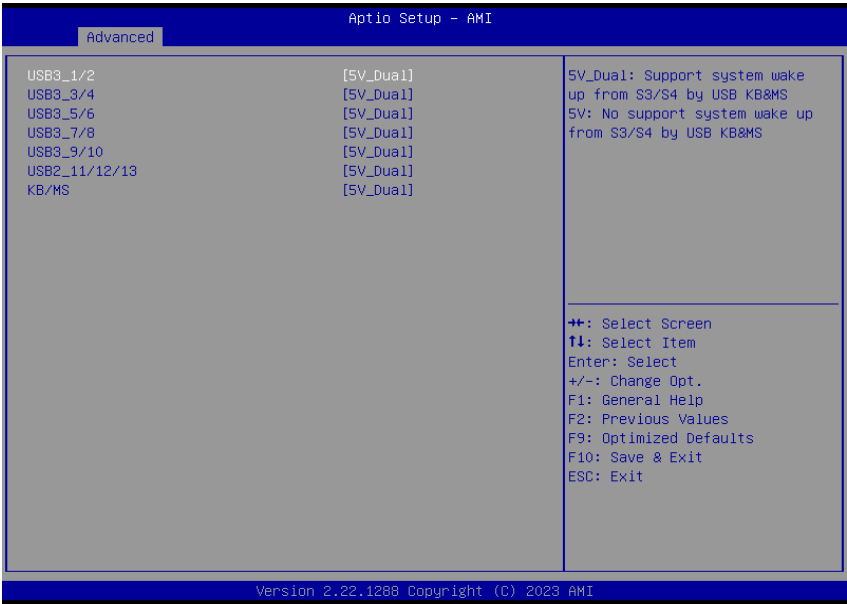 Aptio Setup – AMI
Advanced
USB3_1/2 [5V_Dual]
USB3_3/4 [5V_Dual]
USB3_5/6 [5V_Dual]
USB3_7/8 [5V_Dual]
USB3_9/10 [5V_Dual]
USB2_11/12/13 [5V_Dual]
KB/MS [5V_Dual]
5V_Dual: Support system wake
up from S3/S4 by USB KB&MS
5V: No support system wake up
from S3/S4 by USB KB&MS
→←: Select Screen
↑↓: Select Item
Enter: Select
+/-: Change Opt.
F1: General Help
F2: Previous Values
F9: Optimized Defaults
F10: Save & Exit
ESC: Exit
Version 2.22.1288 Copyright (C) 2023 AMI